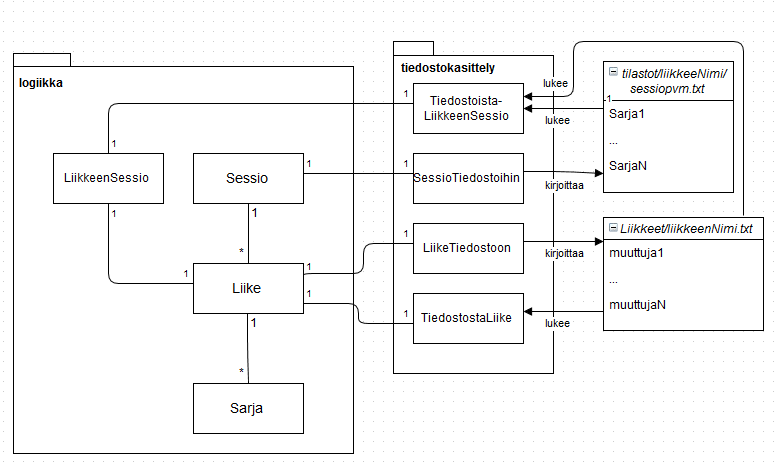 logiikka
LiikkeenSessio
Sessio
Liike
Sarja
1
1
1
1
*
1
1
1
1
*
tiedostokasittely
Tiedostoista-
LiikkeenSessio
SessioTiedostoihin
LiikeTiedostoon
TiedostostaLiike
1
1
1
1
lukee
lukee
kirjoittaa
kirjoittaa
lukee
tilastot/liikkeeNimi/
sessiopvm.txt
1
Sarja1
...
SarjaN
Liikkeet/liikkeenNimi.txt
muuttuja1
...
muuttujaN